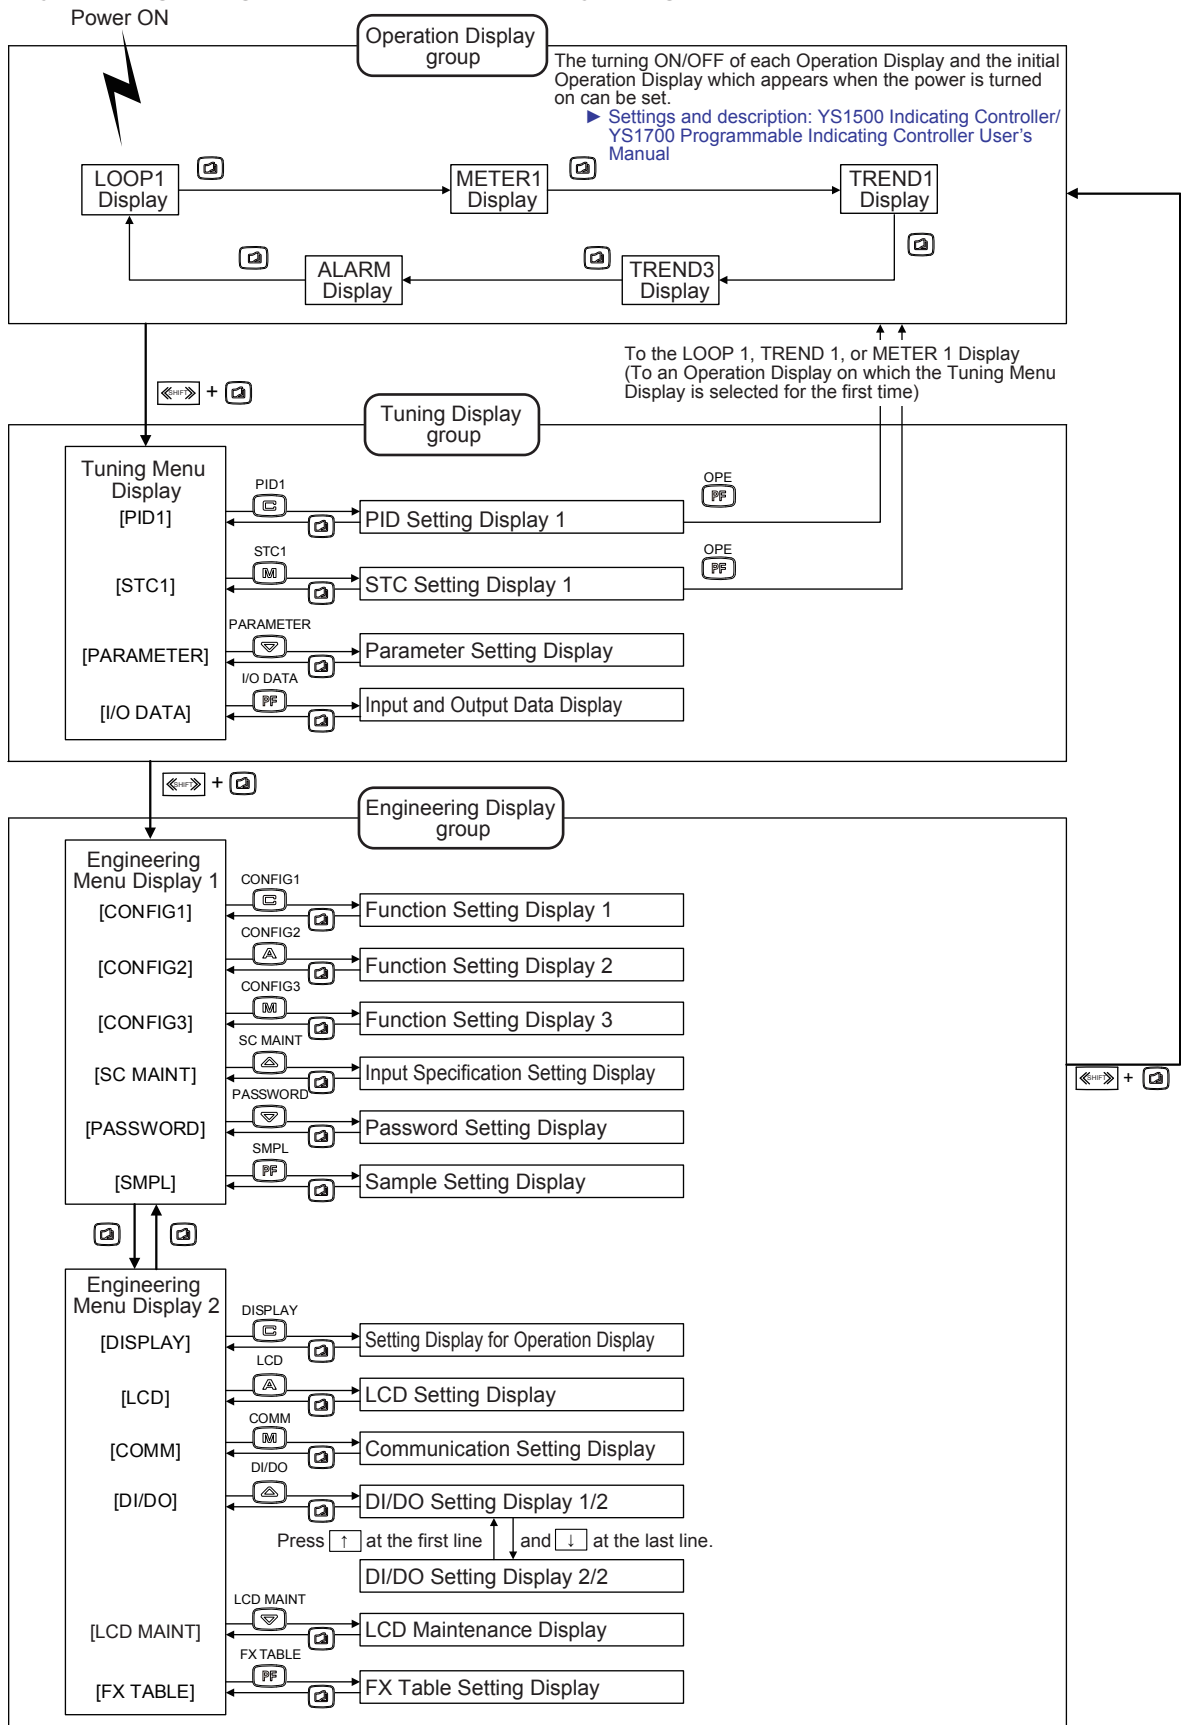 Power ON
Operation Display
group
The turning ON/OFF of each Operation Display and the initial
Operation Display which appears when the power is turned
on can be set.
► Settings and description: YS1500 Indicating Controller/
YS1700 Programmable Indicating Controller User's
Manual
LOOP1
Display
METER1
Display
TREND1
Display
ALARM
Display
TREND3
Display
To the LOOP 1, TREND 1, or METER 1 Display
(To an Operation Display on which the Tuning Menu
Display is selected for the first time)
SHIFT +
Tuning Display
group
Tuning Menu
Display
[PID1]
PID1
C
PID Setting Display 1
OPE
PF
[STC1]
STC1
M
STC Setting Display 1
OPE
PF
[PARAMETER]
PARAMETER
Parameter Setting Display
[I/O DATA]
I/O DATA
PF
Input and Output Data Display
SHIFT +
Engineering Display
group
Engineering
Menu Display 1
[CONFIG1]
CONFIG1
C
Function Setting Display 1
[CONFIG2]
CONFIG2
A
Function Setting Display 2
[CONFIG3]
CONFIG3
M
Function Setting Display 3
[SC MAINT]
SC MAINT
Input Specification Setting Display
SHIFT +
[PASSWORD]
PASSWORD
Password Setting Display
[SMPL]
SMPL
PF
Sample Setting Display
Engineering
Menu Display 2
[DISPLAY]
DISPLAY
C
Setting Display for Operation Display
[LCD]
LCD
A
LCD Setting Display
[COMM]
COMM
M
Communication Setting Display
[DI/DO]
DI/DO
DI/DO Setting Display 1/2
Press ↑ at the first line and ↓ at the last line.
DI/DO Setting Display 2/2
[LCD MAINT]
LCD MAINT
LCD Maintenance Display
[FX TABLE]
FX TABLE
PF
FX Table Setting Display